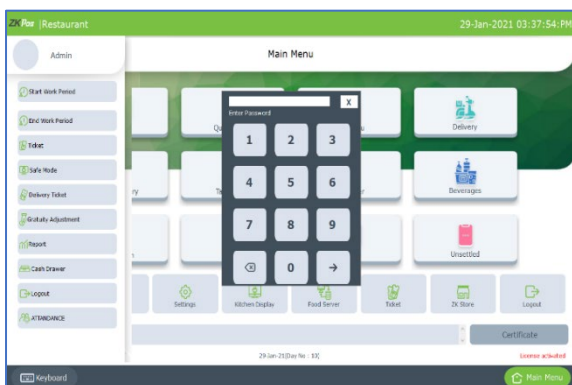 ZKPos |Restaurant
29-Jan-2021 03:37:54:PM
Admin
Main Menu
Start Work Period
End Work Period
Ticket
Safe Mode
Delivery Ticket
Gratuity Adjustment
Report
Cash Drawer
Logout
ATTANDANCE
X
Enter Password
1 2 3
4 5 6
7 8 9
0
Qu
u
Delivery
ry
Ta
r
Beverages
Unsettled
Settings
Kitchen Display
Food Server
Ticket
ZK Store
Logout
Certificate
29-Jan-21(Day No : 10)
License activated
Keyboard
Main Menu